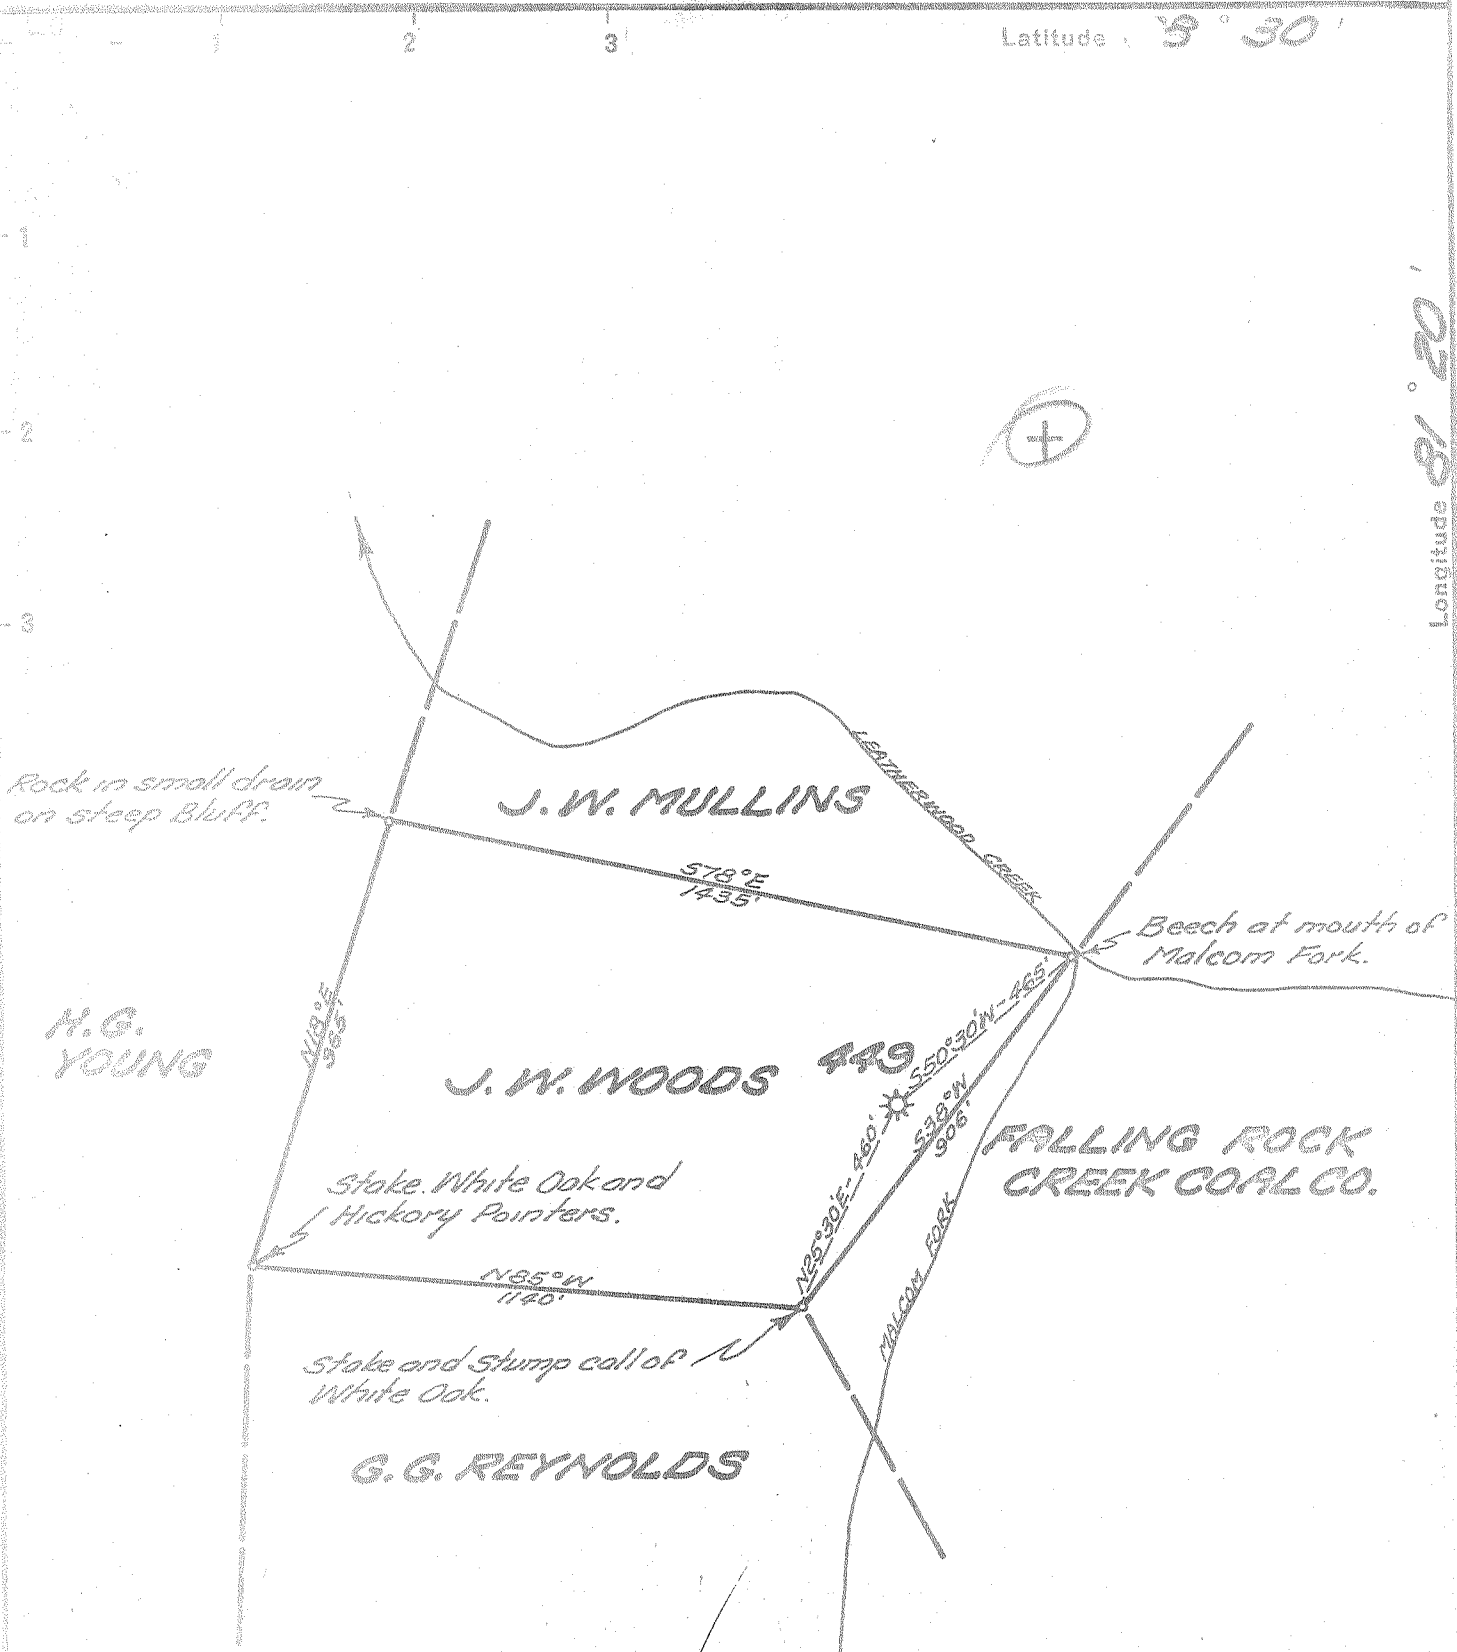 1 2 3 Latitude ° 30'
1
2
3
Longitude 81° 20'
Rock in small drain
on steep Bluff.
J.W. MULLINS
LEATHERWOOD CREEK
S78°E
1435'
Beech at mouth of
Malcom Fork.
N18°E
965'
H.G.
YOUNG
J.W. WOODS
449
S50°30'W-465'
S38°W
906'
N25°30'E-460'
FALLING ROCK
CREEK COAL CO.
Stake. White Oak and
Hickory Pointers.
N85°W
1140'
MALCOM FORK
Stake and Stump call of
White Oak.
G.G. REYNOLDS